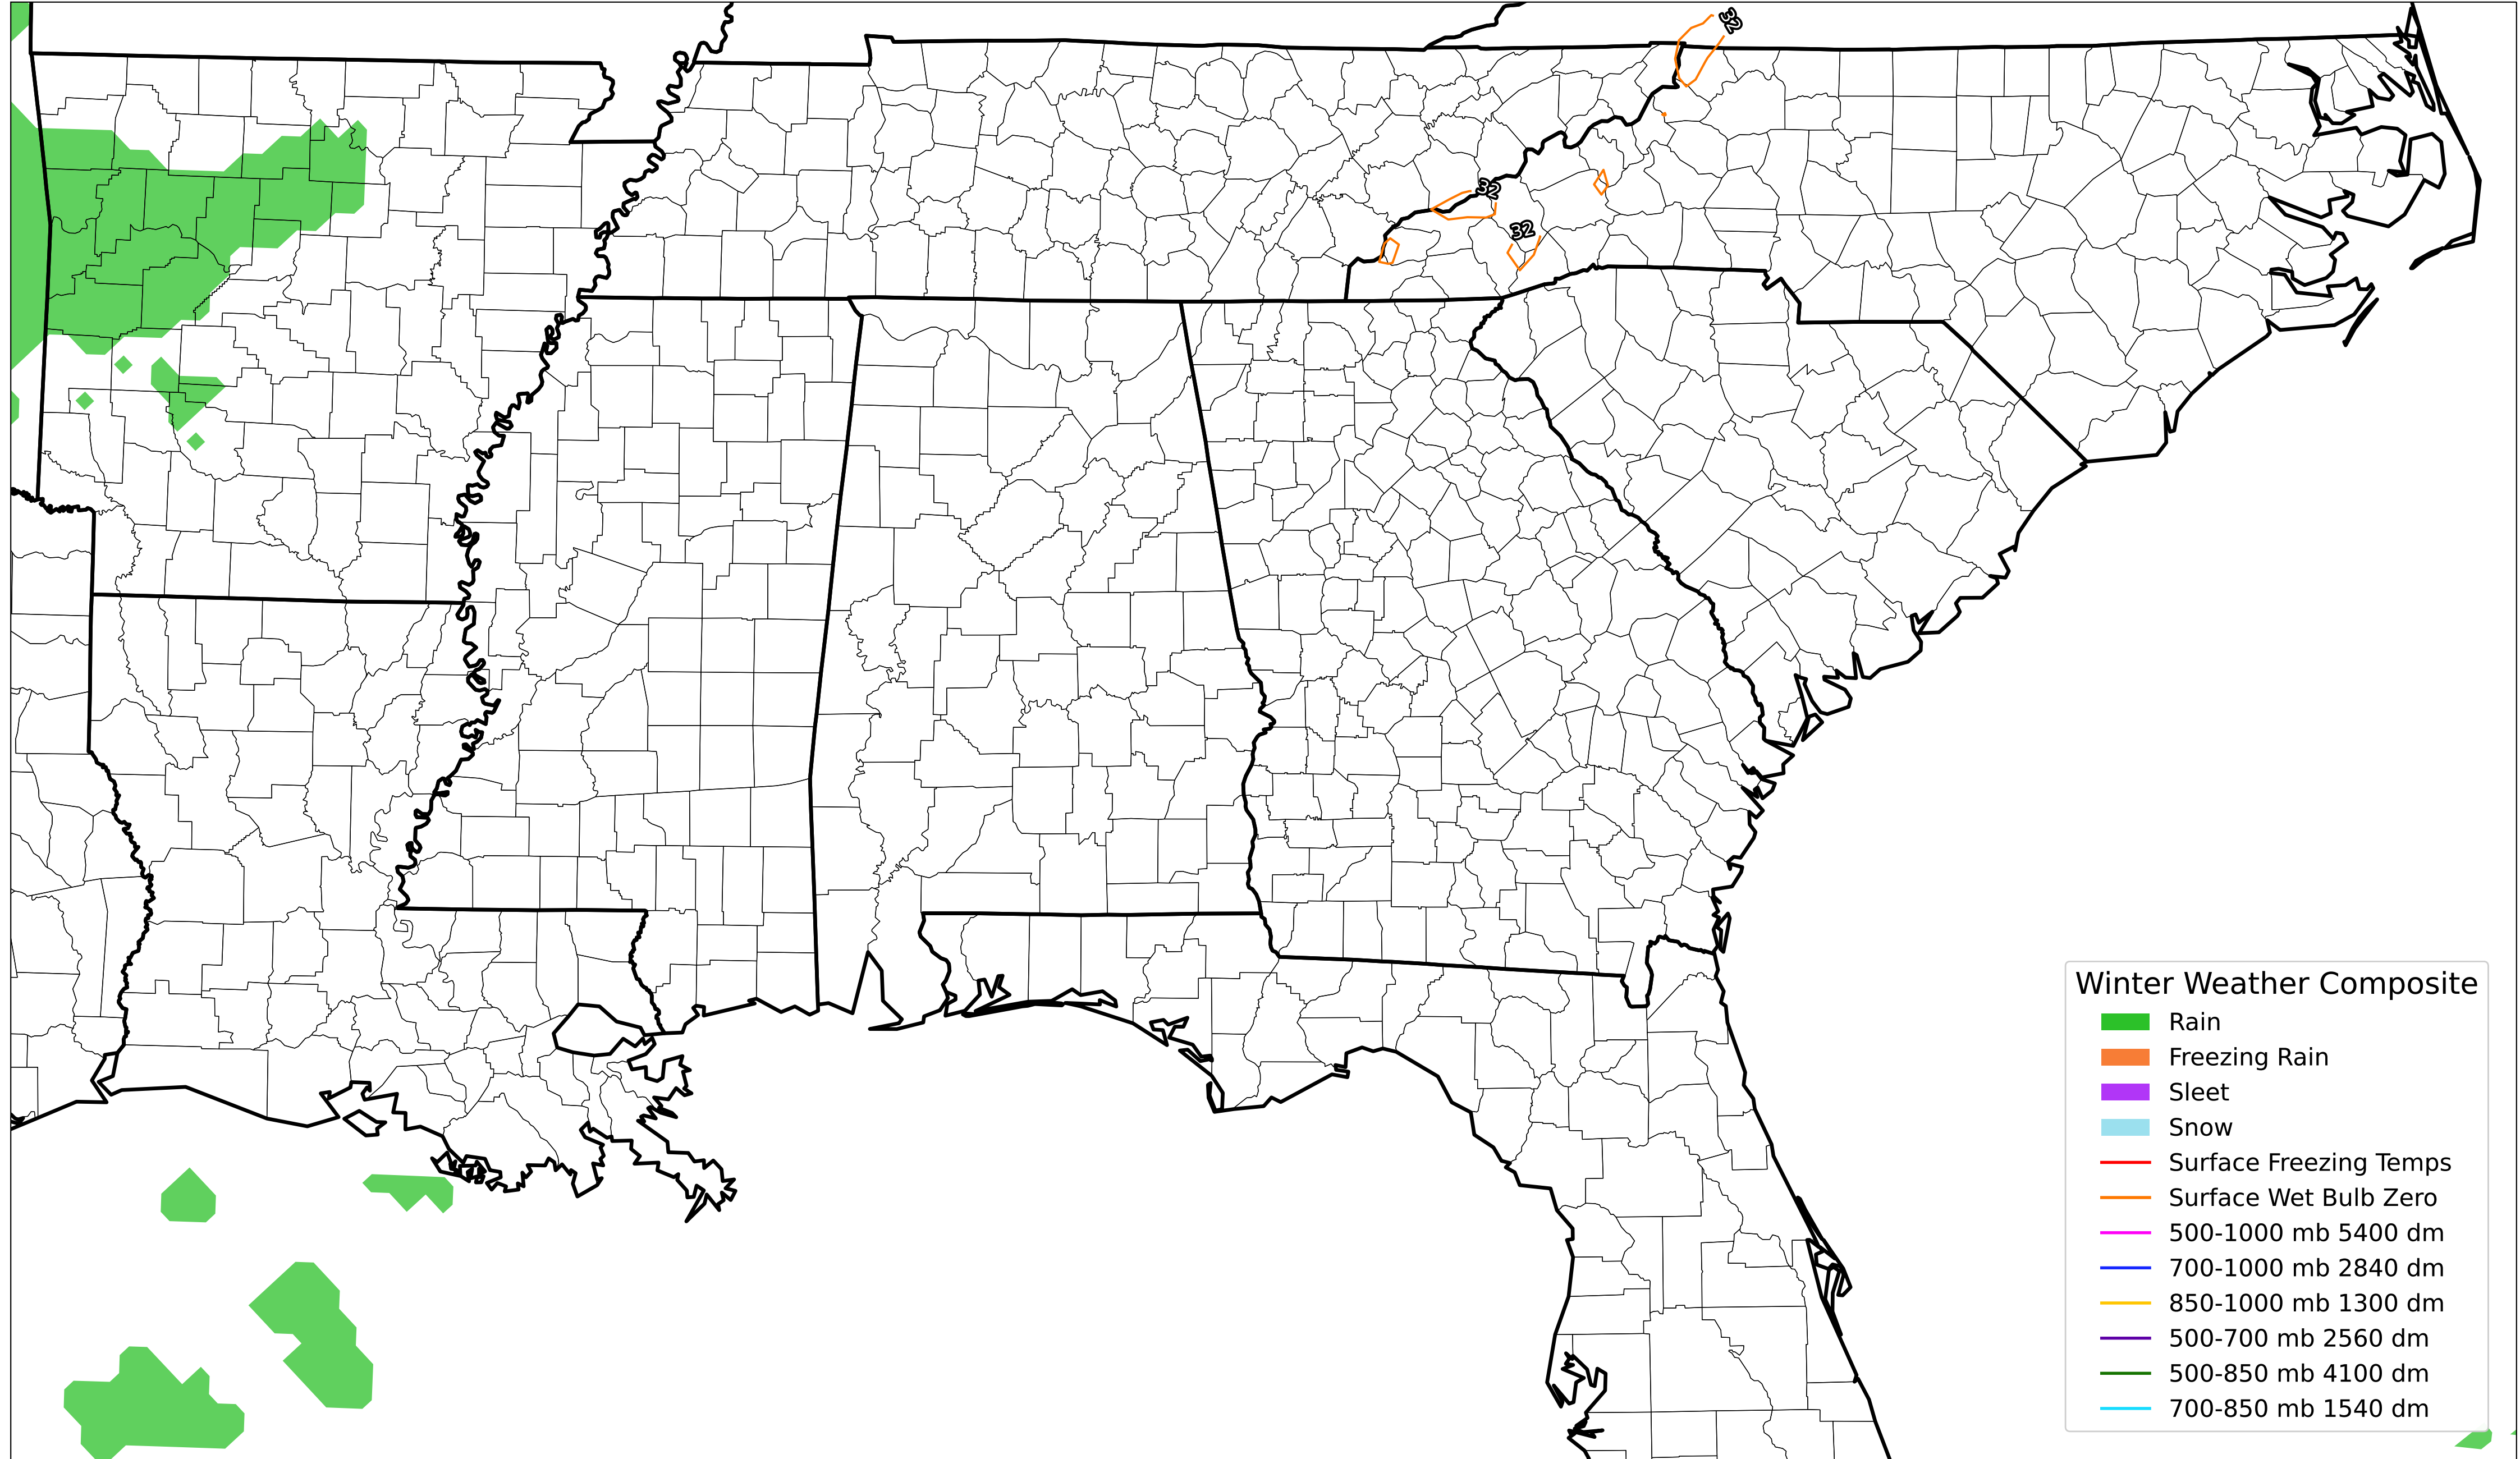 32
32
32
Winter Weather Composite
Rain
Freezing Rain
Sleet
Snow
Surface Freezing Temps
Surface Wet Bulb Zero
500-1000 mb 5400 dm
700-1000 mb 2840 dm
850-1000 mb 1300 dm
500-700 mb 2560 dm
500-850 mb 4100 dm
700-850 mb 1540 dm